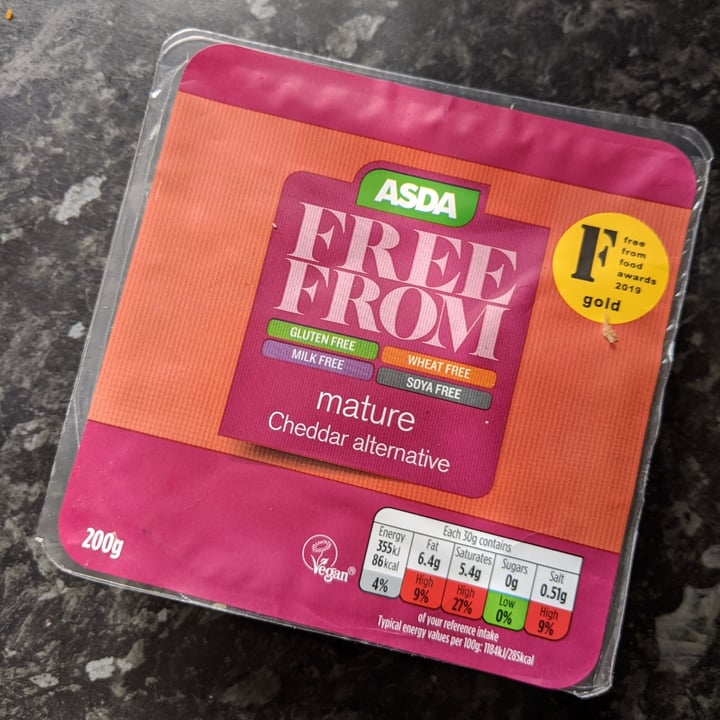 ASDA
FREE
FROM
GLUTEN FREE
WHEAT FREE
MILK FREE
SOYA FREE
mature
Cheddar alternative
F
free
from
food
awards
2019
gold
200g
Vegan®
Each 30g contains
Energy Fat Saturates Sugars Salt
355kJ 6.4g 5.4g 0g 0.51g
86kcal
4% High High Low High
9% 27% 0% 9%
of your reference intake
Typical energy values per 100g: 1184kJ/285kcal